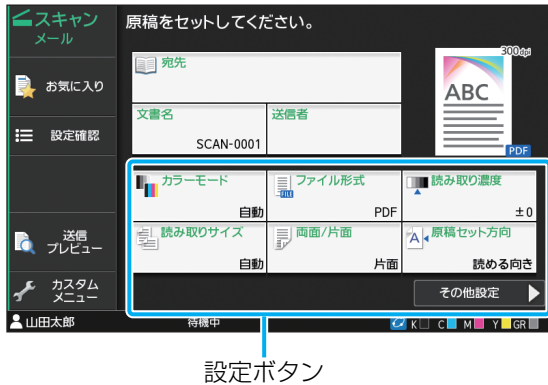 スキャン
メール
原稿をセットしてください。
お気に入り
設定確認
送信
プレビュー
カスタム
メニュー
宛先
文書名
SCAN-0001
送信者
300dpi
ABC
PDF
カラーモード
自動
ファイル形式
FILE
PDF
読み取り濃度
±0
読み取りサイズ
自動
両面/片面
片面
A
原稿セット方向
読める向き
その他設定
山田太郎
待機中
K C M Y GR
設定ボタン